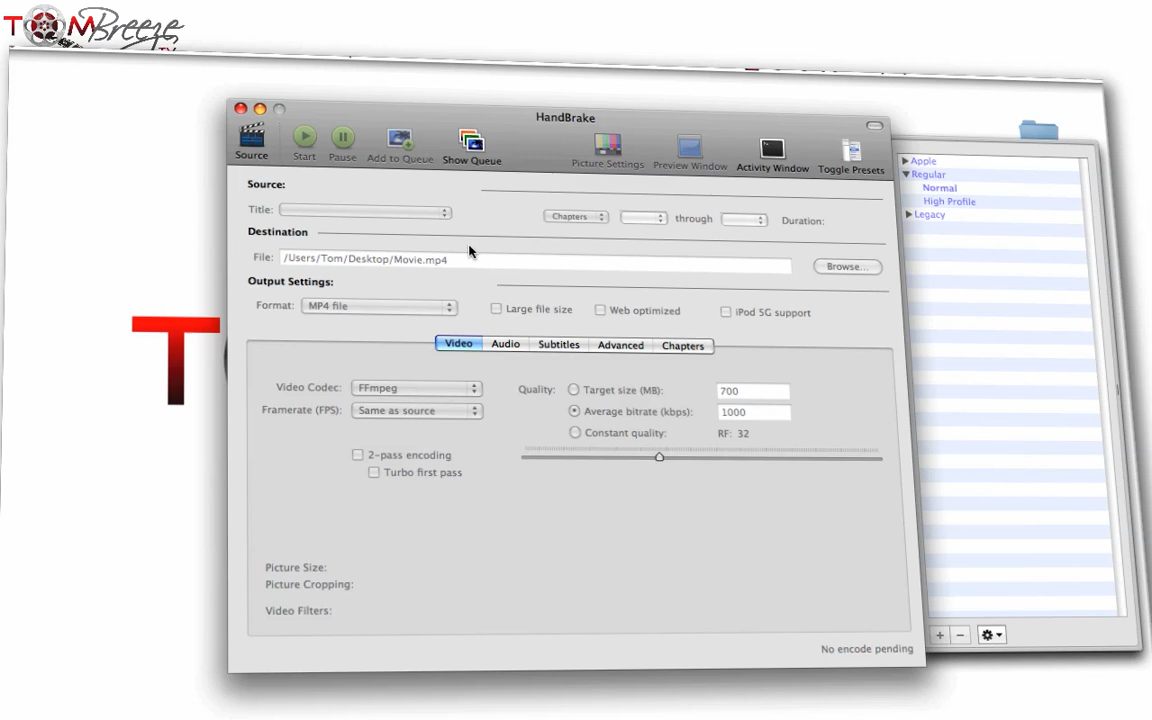 TOM Breeze
TV
HandBrake
Source Start Pause Add to Queue Show Queue Picture Settings Preview Window Activity Window Toggle Presets
Source:
Title: Chapters through Duration:
Destination
File: /Users/Tom/Desktop/Movie.mp4 Browse...
Output Settings:
Format: MP4 file Large file size Web optimized iPod 5G support
Video Audio Subtitles Advanced Chapters
Video Codec: FFmpeg Quality: Target size (MB): 700
Framerate (FPS): Same as source Average bitrate (kbps): 1000
Constant quality: RF: 32
2-pass encoding
Turbo first pass
Picture Size:
Picture Cropping:
Video Filters:
No encode pending
Apple
Regular
Normal
High Profile
Legacy
T